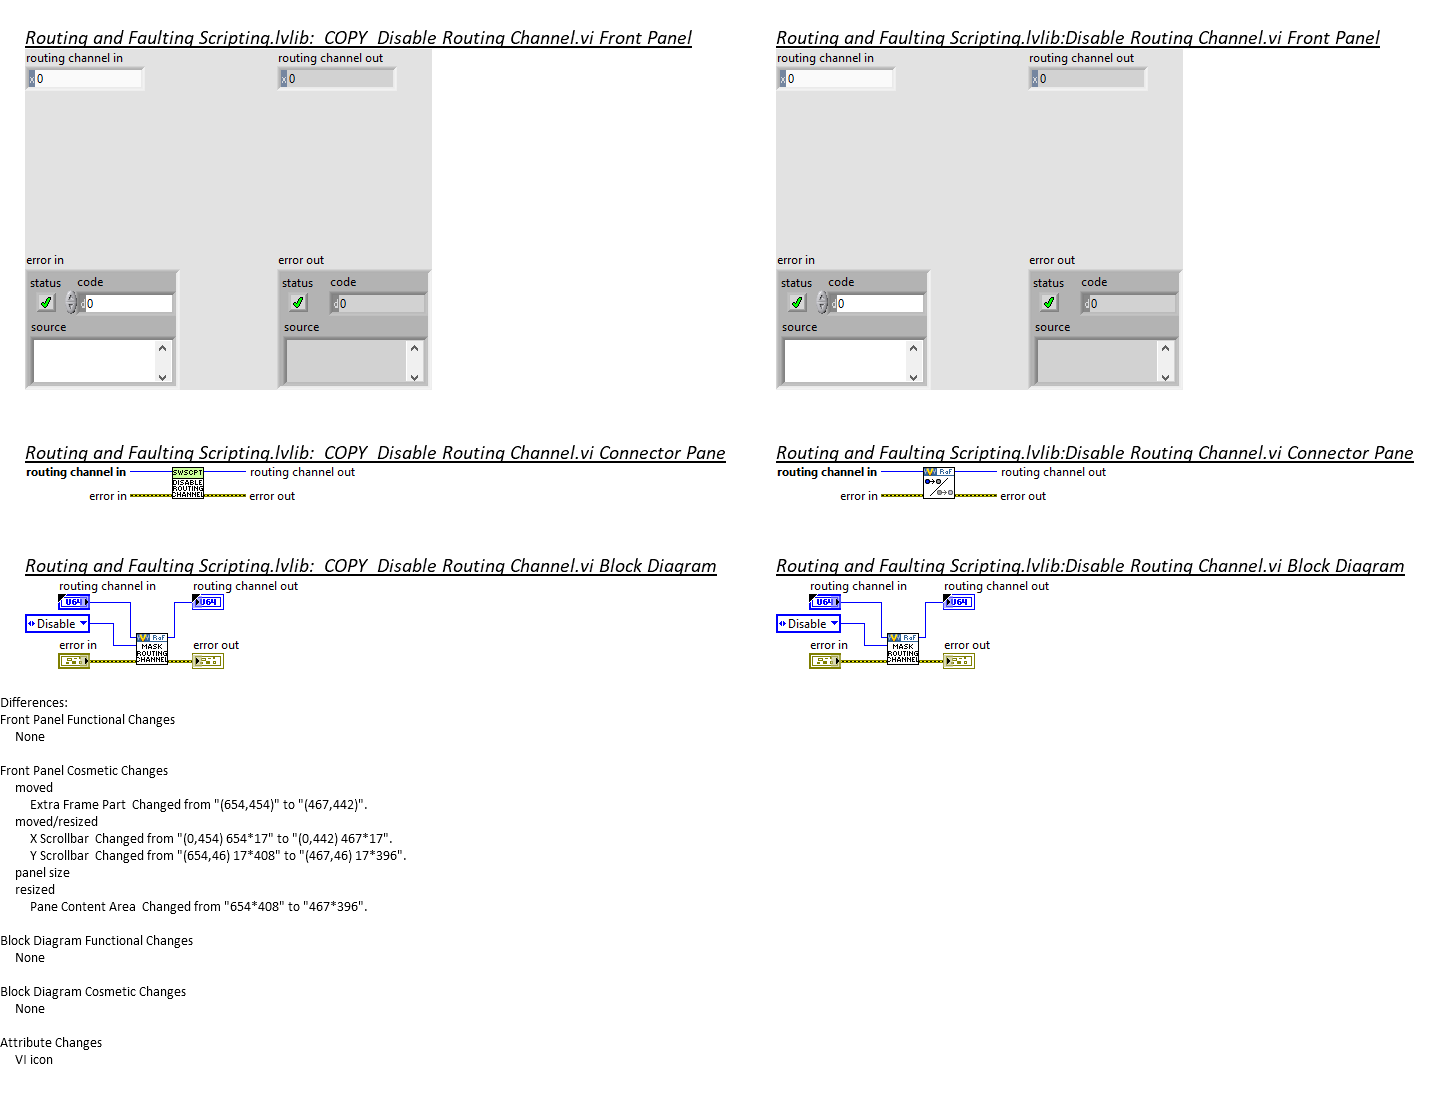 Routing and Faulting Scripting.lvlib:  COPY  Disable Routing Channel.vi Front Panel
routing channel in
routing channel out
x 0
x 0
error in
error out
status
code
status
code
d 0
d 0
source
source
Routing and Faulting Scripting.lvlib:Disable Routing Channel.vi Front Panel
routing channel in
routing channel out
x 0
x 0
error in
error out
status
code
status
code
d 0
d 0
source
source
Routing and Faulting Scripting.lvlib:  COPY  Disable Routing Channel.vi Connector Pane
routing channel in
routing channel out
SWSCPT
DISABLE
ROUTING
CHANNEL
error in
error out
Routing and Faulting Scripting.lvlib:Disable Routing Channel.vi Connector Pane
routing channel in
routing channel out
RaF
error in
error out
Routing and Faulting Scripting.lvlib:  COPY  Disable Routing Channel.vi Block Diagram
routing channel in
routing channel out
U64
U64
Disable
error in
error out
RaF
MASK
ROUTING
CHANNEL
Routing and Faulting Scripting.lvlib:Disable Routing Channel.vi Block Diagram
routing channel in
routing channel out
U64
U64
Disable
error in
error out
RaF
MASK
ROUTING
CHANNEL
Differences:
Front Panel Functional Changes
None
Front Panel Cosmetic Changes
moved
Extra Frame Part  Changed from "(654,454)" to "(467,442)".
moved/resized
X Scrollbar  Changed from "(0,454) 654*17" to "(0,442) 467*17".
Y Scrollbar  Changed from "(654,46) 17*408" to "(467,46) 17*396".
panel size
resized
Pane Content Area  Changed from "654*408" to "467*396".
Block Diagram Functional Changes
None
Block Diagram Cosmetic Changes
None
Attribute Changes
VI icon